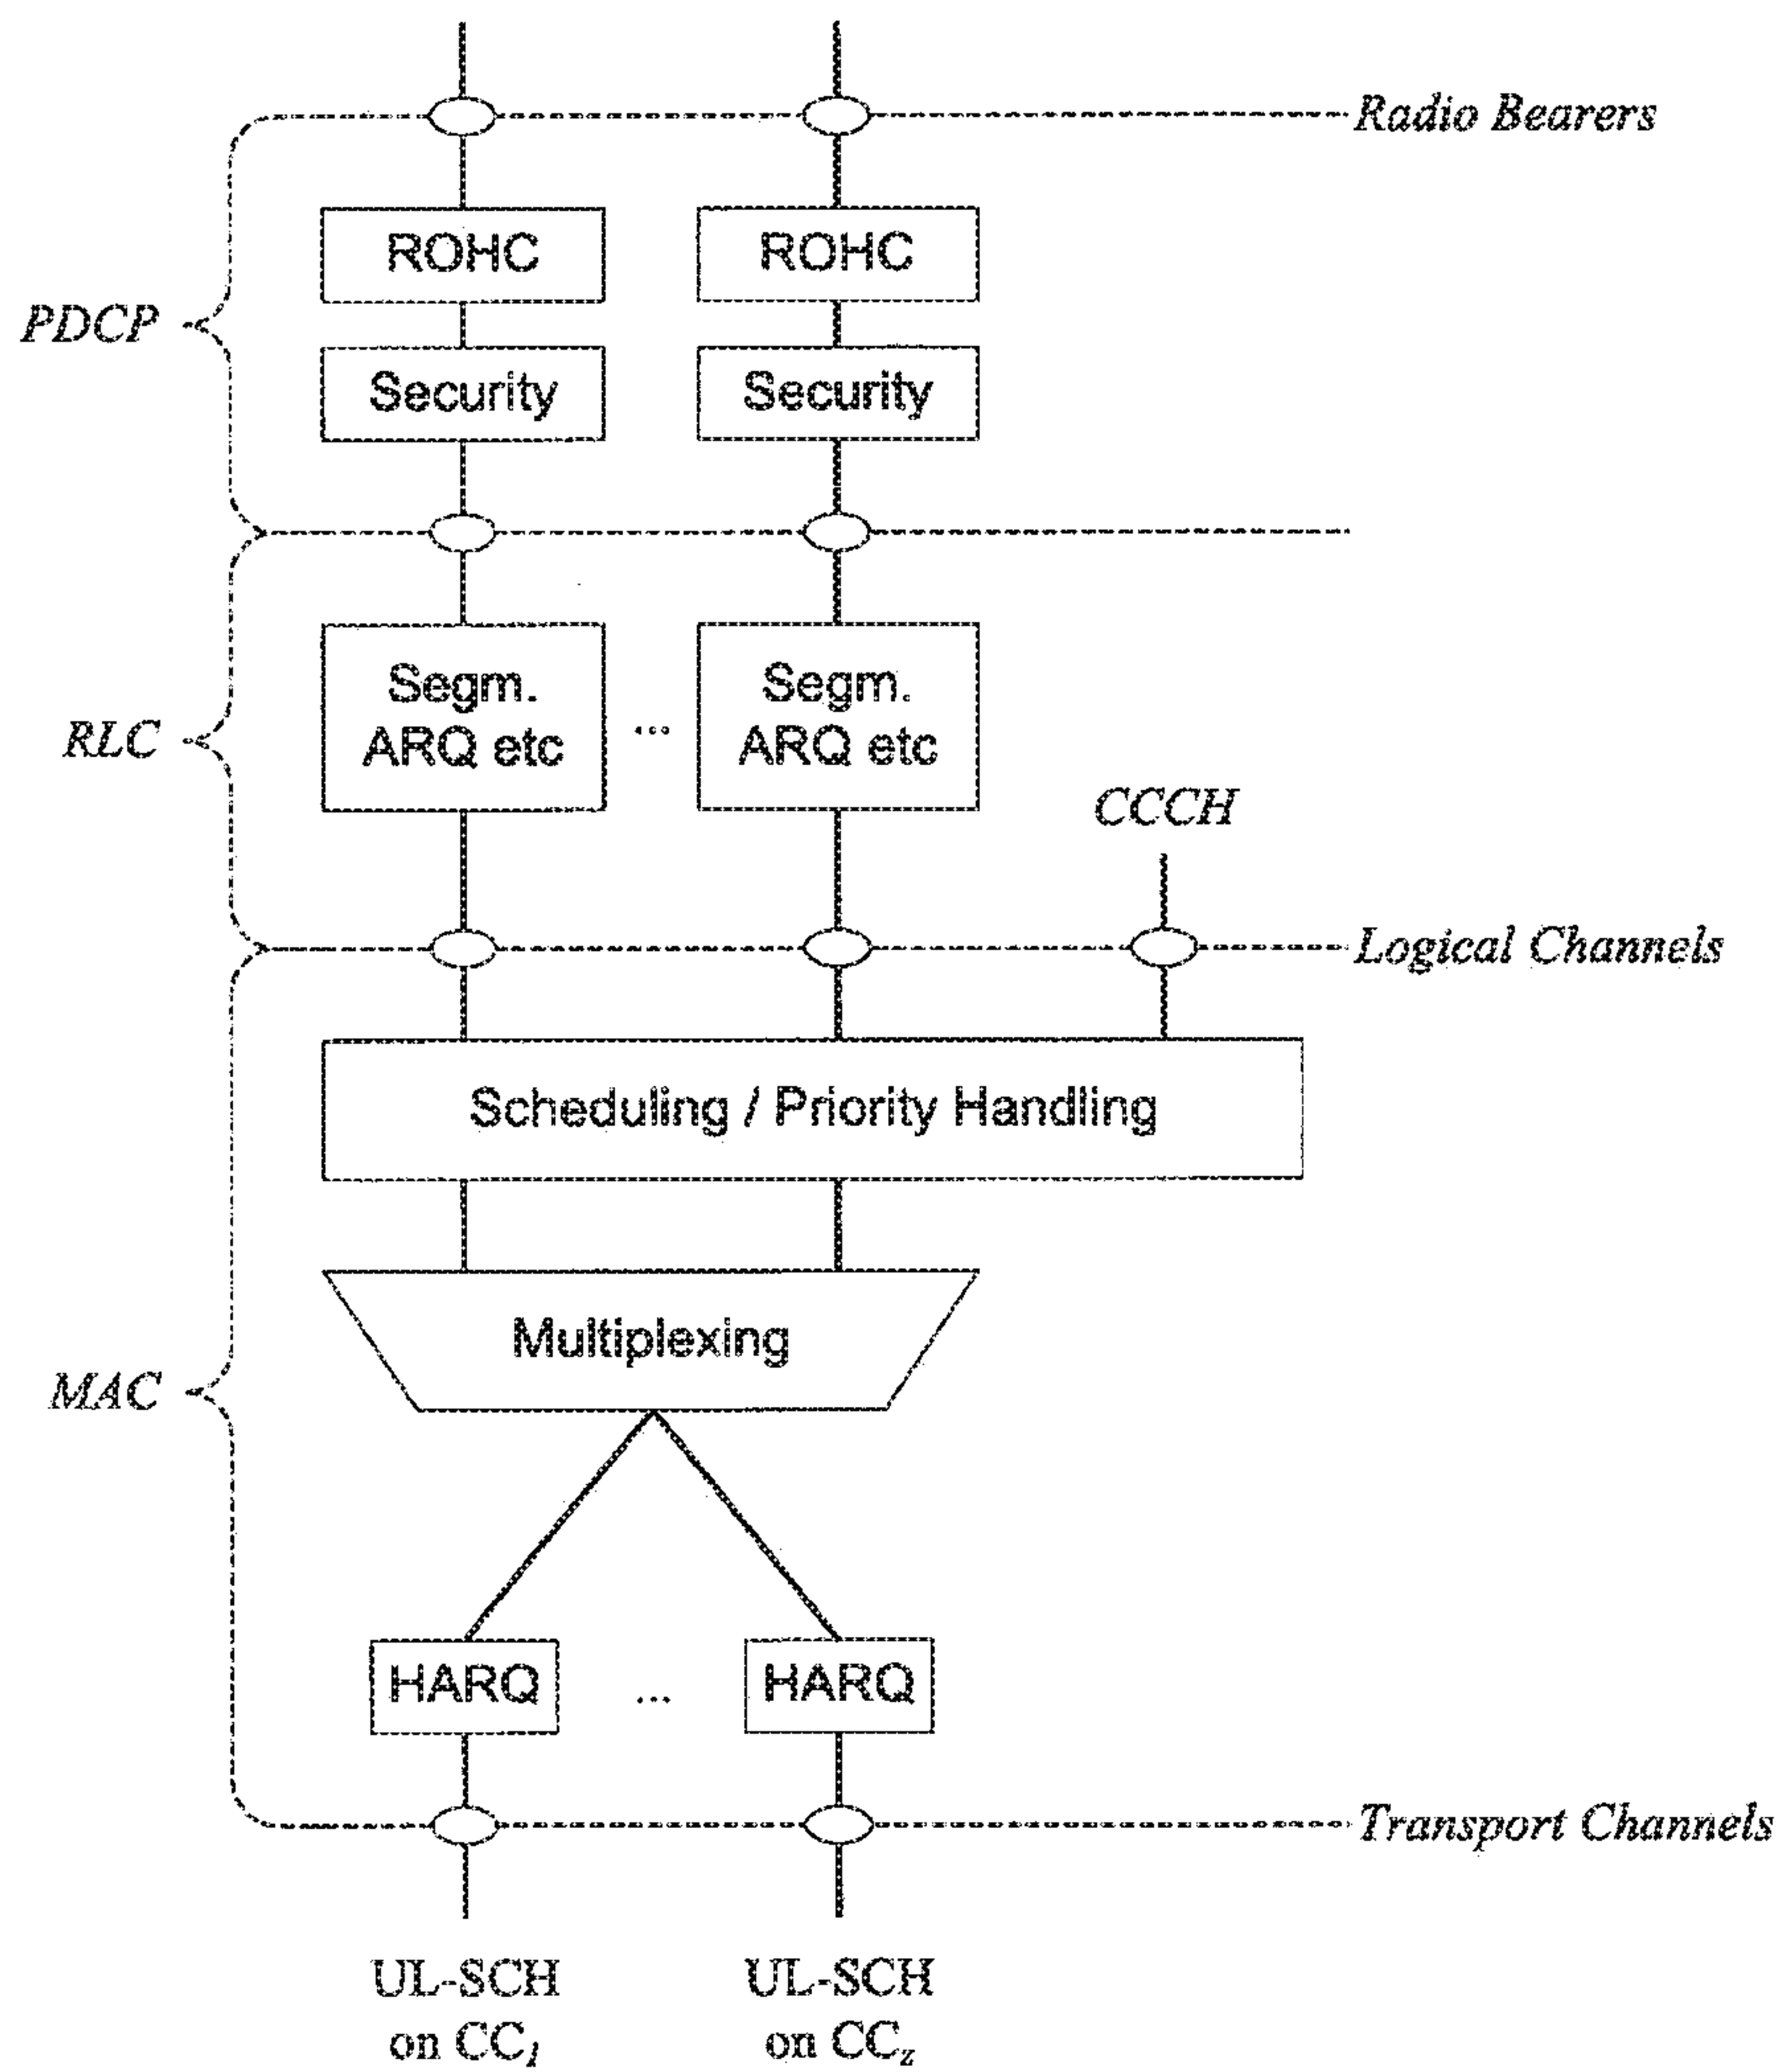 Radio Bearers
ROHC ROHC
PDCP
Security Security
Segm. Segm.
RLC ARQ etc ... ARQ etc
CCCH
Logical Channels
Scheduling / Priority Handling
Multiplexing
MAC
HARQ ... HARQ
Transport Channels
UL-SCH UL-SCH
on CC1 on CCz